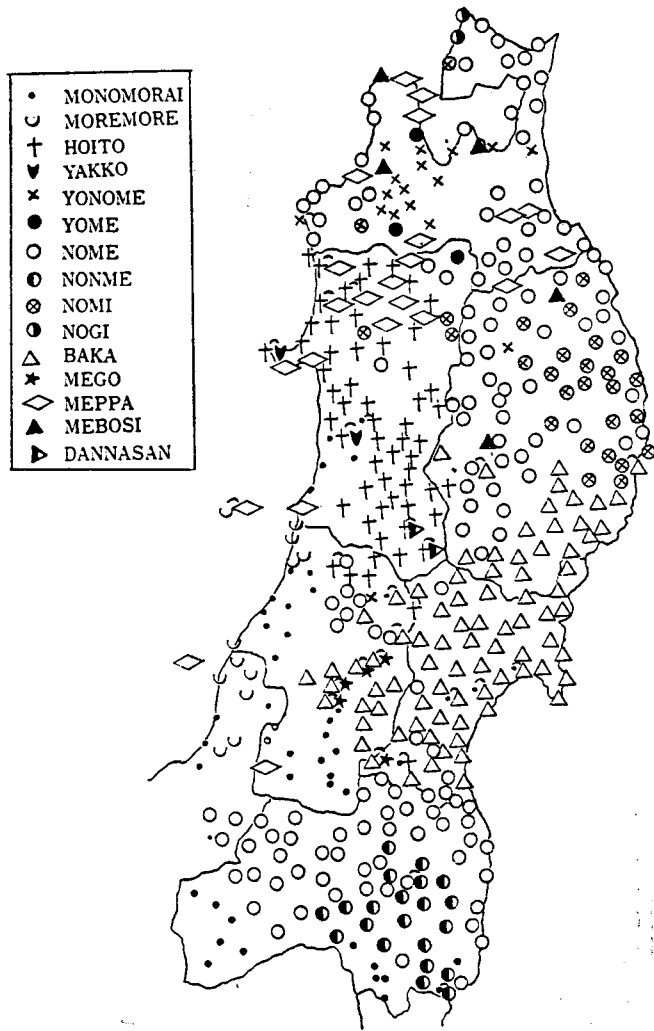 MONOMORAI
MOREMORE
HOITO
YAKKO
YONOME
YOME
NOME
NONME
NOMI
NOGI
BAKA
MEGO
MEPPA
MEBOSI
DANNASAN